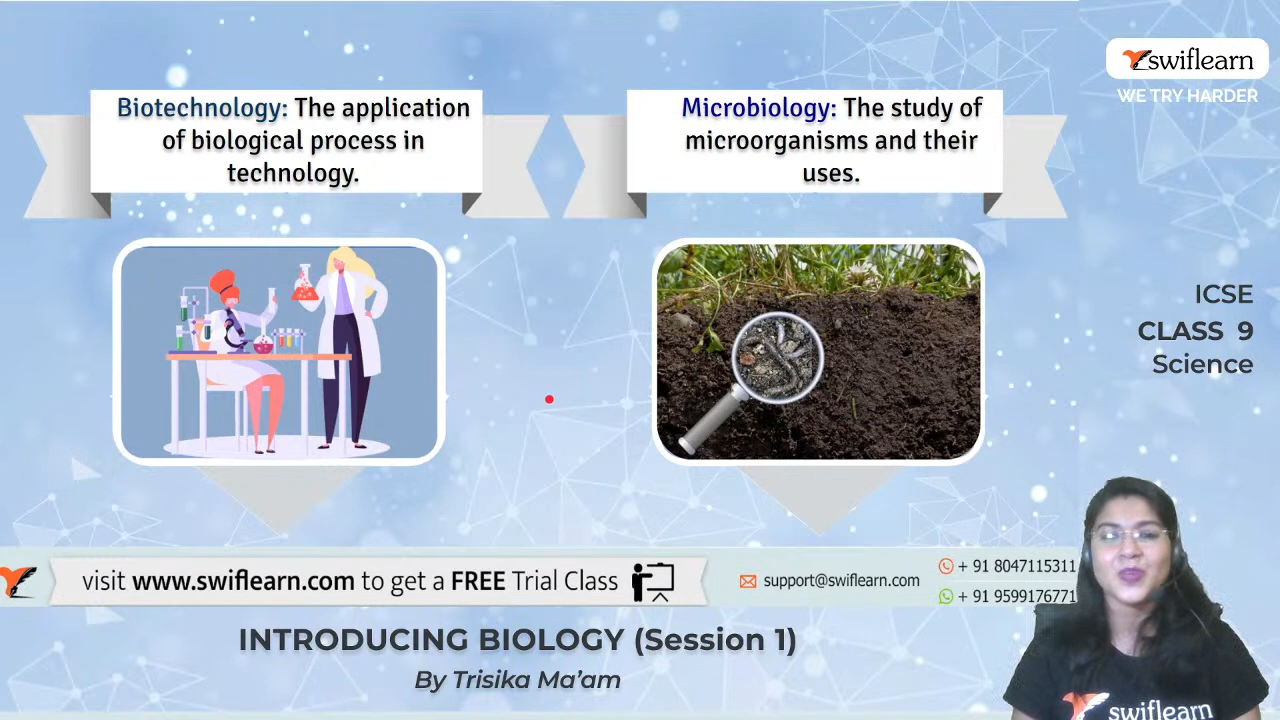 swiflearn
WE TRY HARDER
Biotechnology: The application
of biological process in
technology.
Microbiology: The study of
microorganisms and their
uses.
ICSE
CLASS 9
Science
visit www.swiflearn.com to get a FREE Trial Class
support@swiflearn.com
+ 91 8047115311
+ 91 9599176771
INTRODUCING BIOLOGY (Session 1)
By Trisika Ma’am
swiflearn